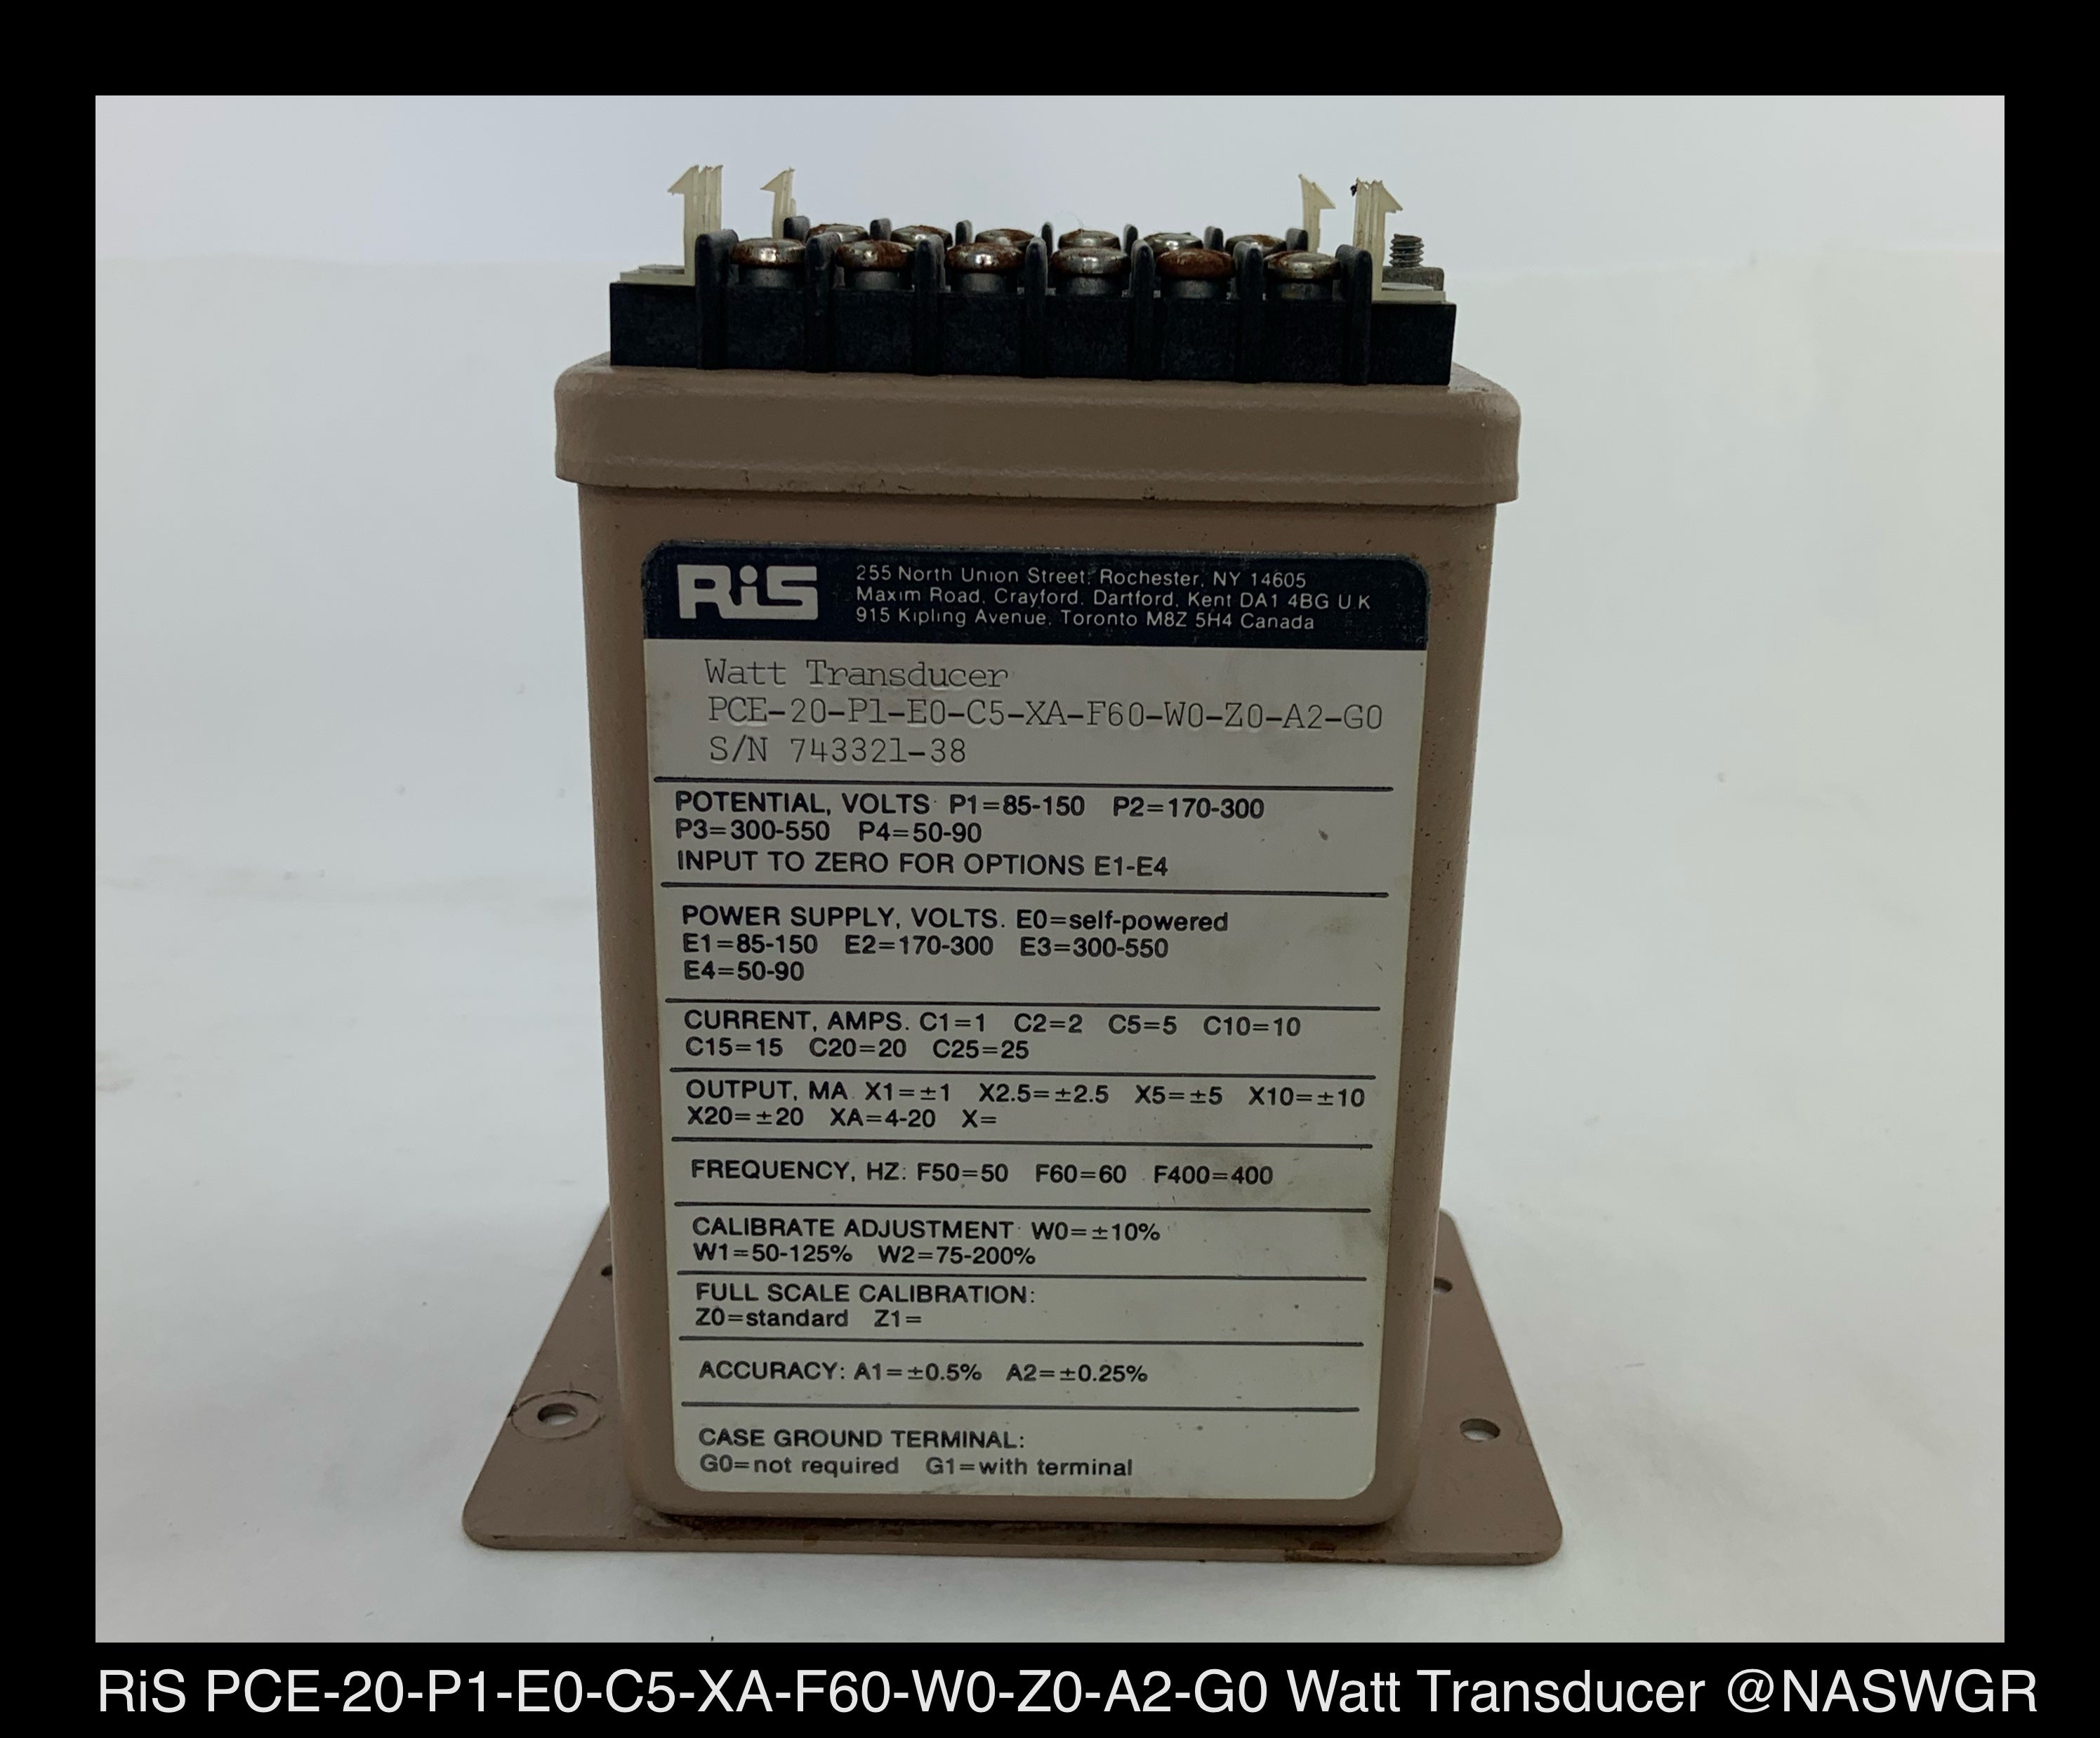 RiS
255 North Union Street. Rochester, NY 14605
Maxim Road, Crayford, Dartford, Kent DA1 4BG U.K
915 Kipling Avenue, Toronto M8Z 5H4 Canada
Watt Transducer
PCE-20-P1-E0-C5-XA-F60-W0-Z0-A2-G0
S/N 743321-38
POTENTIAL, VOLTS P1=85-150 P2=170-300
P3=300-550 P4=50-90
INPUT TO ZERO FOR OPTIONS E1-E4
POWER SUPPLY, VOLTS. E0=self-powered
E1=85-150 E2=170-300 E3=300-550
E4=50-90
CURRENT, AMPS. C1=1 C2=2 C5=5 C10=10
C15=15 C20=20 C25=25
OUTPUT, MA X1=±1 X2.5=±2.5 X5=±5 X10=±10
X20=±20 XA=4-20 X=
FREQUENCY, HZ: F50=50 F60=60 F400=400
CALIBRATE ADJUSTMENT W0=±10%
W1=50-125% W2=75-200%
FULL SCALE CALIBRATION:
Z0=standard Z1=
ACCURACY: A1=±0.5% A2=±0.25%
CASE GROUND TERMINAL:
G0=not required G1=with terminal
RiS PCE-20-P1-E0-C5-XA-F60-W0-Z0-A2-G0 Watt Transducer @NASWGR